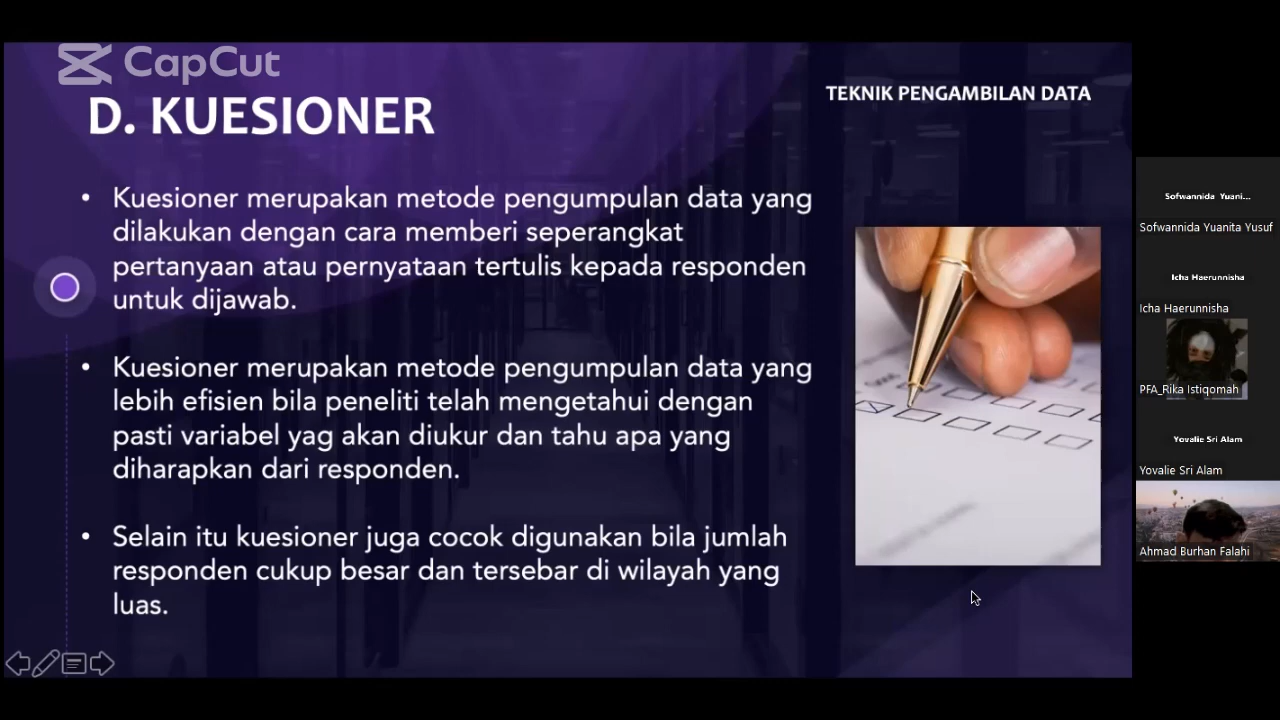 CapCut
D. KUESIONER
TEKNIK PENGAMBILAN DATA
• Kuesioner merupakan metode pengumpulan data yang
dilakukan dengan cara memberi seperangkat
pertanyaan atau pernyataan tertulis kepada responden
untuk dijawab.
• Kuesioner merupakan metode pengumpulan data yang
lebih efisien bila peneliti telah mengetahui dengan
pasti variabel yag akan diukur dan tahu apa yang
diharapkan dari responden.
• Selain itu kuesioner juga cocok digunakan bila jumlah
responden cukup besar dan tersebar di wilayah yang
luas.
Sofwannida Yuani...
Sofwannida Yuanita Yusuf
Icha Haerunnisha
Icha Haerunnisha
PFA_Rika Istiqomah
Yovalie Sri Alam
Yovalie Sri Alam
Ahmad Burhan Falahi